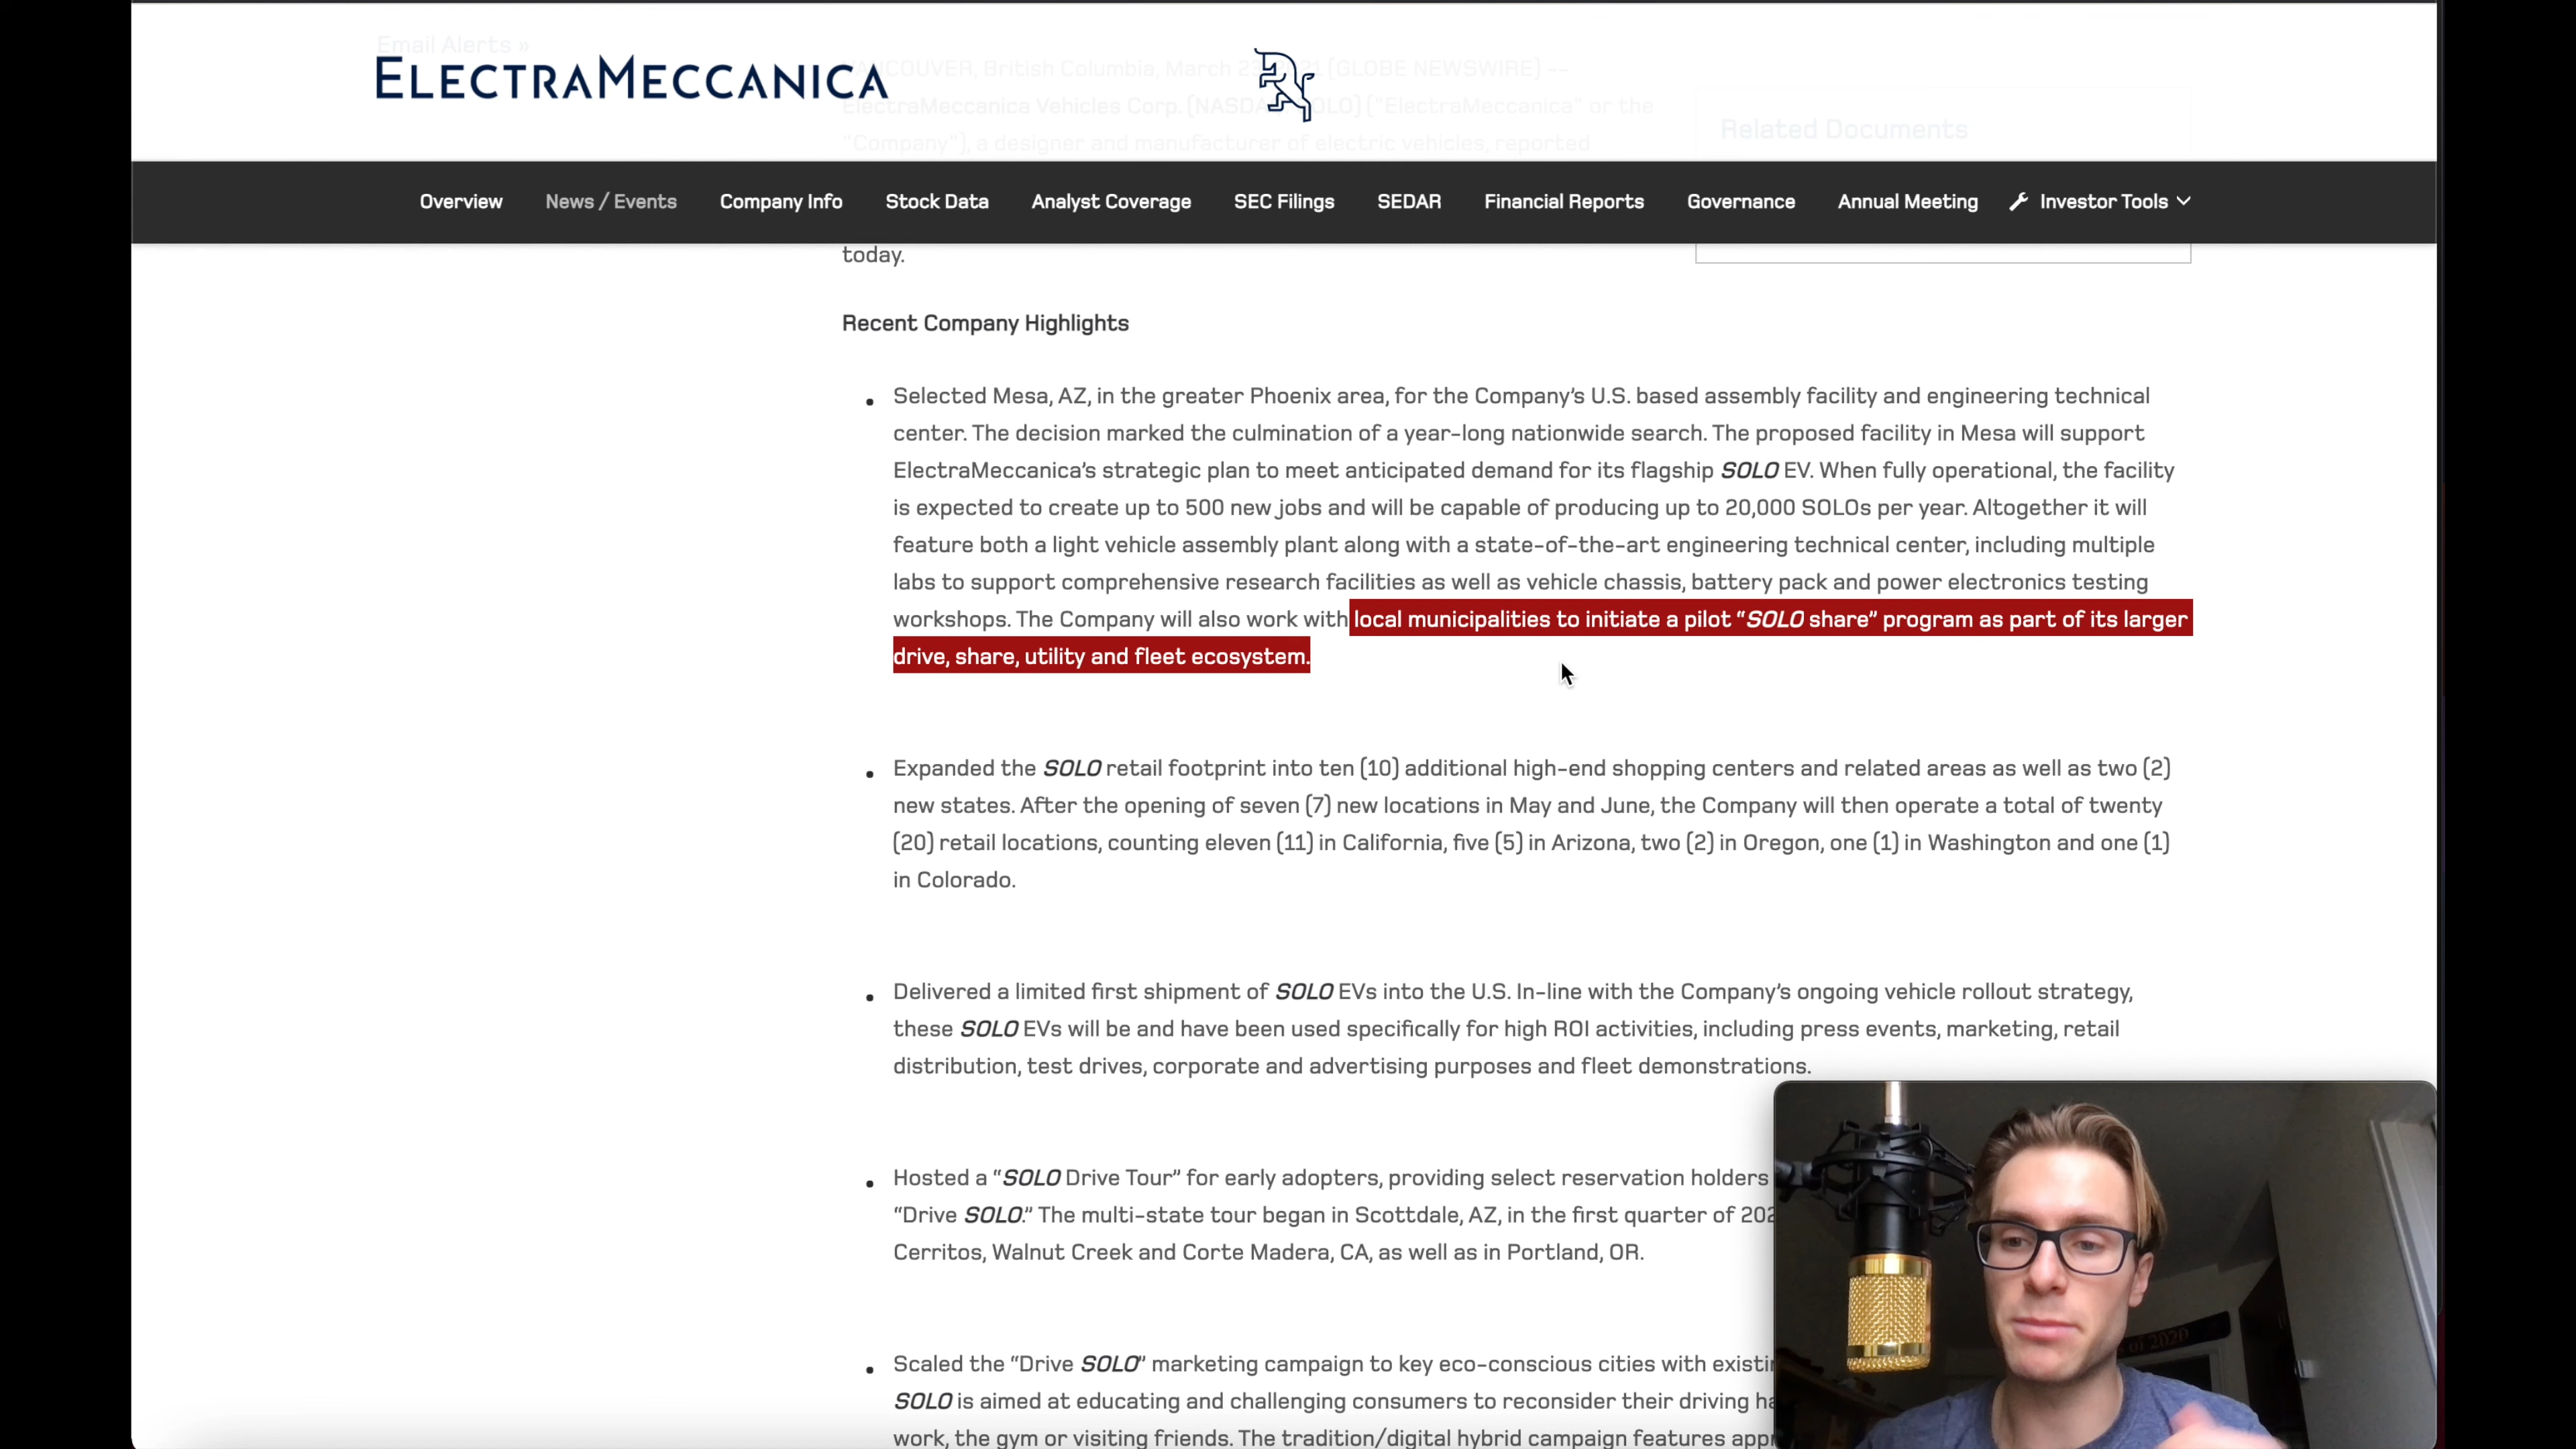 Email Alerts »
ELECTRAMECCANICA
VANCOUVER, British Columbia, March 23, 2021 (GLOBE NEWSWIRE) --
ElectraMeccanica Vehicles Corp. (NASDAQ: SOLO) ("ElectraMeccanica" or the
"Company"), a designer and manufacturer of electric vehicles, reported
Related Documents
Overview News / Events Company Info Stock Data Analyst Coverage SEC Filings SEDAR Financial Reports Governance Annual Meeting Investor Tools
today.
Recent Company Highlights
• Selected Mesa, AZ, in the greater Phoenix area, for the Company’s U.S. based assembly facility and engineering technical
center. The decision marked the culmination of a year-long nationwide search. The proposed facility in Mesa will support
ElectraMeccanica’s strategic plan to meet anticipated demand for its flagship SOLO EV. When fully operational, the facility
is expected to create up to 500 new jobs and will be capable of producing up to 20,000 SOLOs per year. Altogether it will
feature both a light vehicle assembly plant along with a state-of-the-art engineering technical center, including multiple
labs to support comprehensive research facilities as well as vehicle chassis, battery pack and power electronics testing
workshops. The Company will also work with local municipalities to initiate a pilot “SOLO share” program as part of its larger
drive, share, utility and fleet ecosystem.
• Expanded the SOLO retail footprint into ten (10) additional high-end shopping centers and related areas as well as two (2)
new states. After the opening of seven (7) new locations in May and June, the Company will then operate a total of twenty
(20) retail locations, counting eleven (11) in California, five (5) in Arizona, two (2) in Oregon, one (1) in Washington and one (1)
in Colorado.
• Delivered a limited first shipment of SOLO EVs into the U.S. In-line with the Company’s ongoing vehicle rollout strategy,
these SOLO EVs will be and have been used specifically for high ROI activities, including press events, marketing, retail
distribution, test drives, corporate and advertising purposes and fleet demonstrations.
• Hosted a “SOLO Drive Tour” for early adopters, providing select reservation holders
“Drive SOLO.” The multi-state tour began in Scottdale, AZ, in the first quarter of 202
Cerritos, Walnut Creek and Corte Madera, CA, as well as in Portland, OR.
• Scaled the “Drive SOLO” marketing campaign to key eco-conscious cities with existi
SOLO is aimed at educating and challenging consumers to reconsider their driving ha
work, the gym or visiting friends. The tradition/digital hybrid campaign features app
of 2020